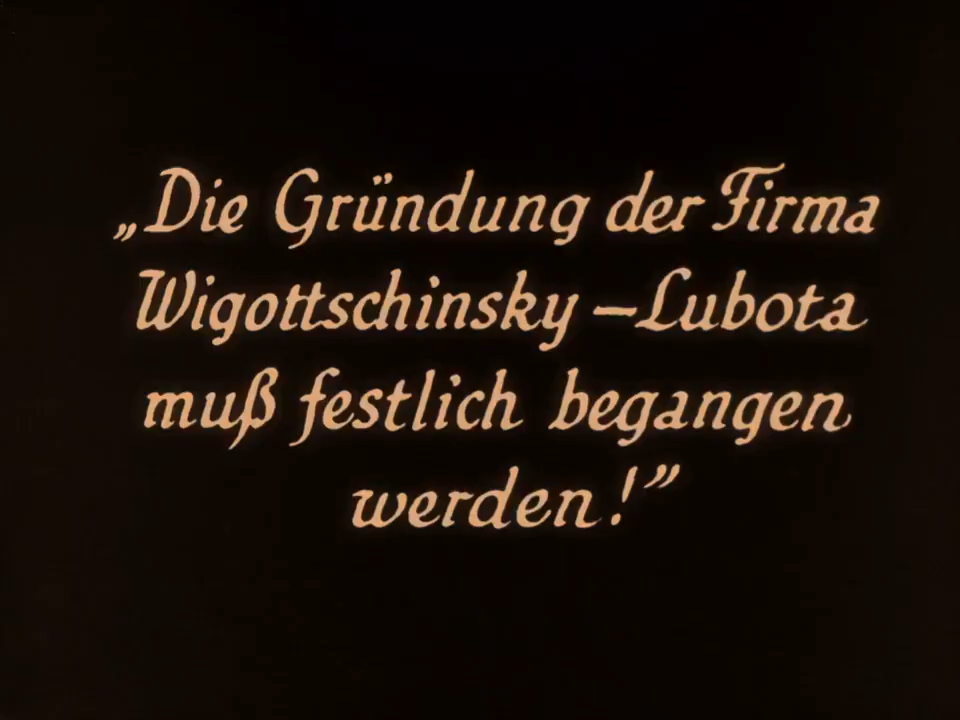 „Die Gründung der Firma
Wigottschinsky – Lubota
muß festlich begangen
werden!”